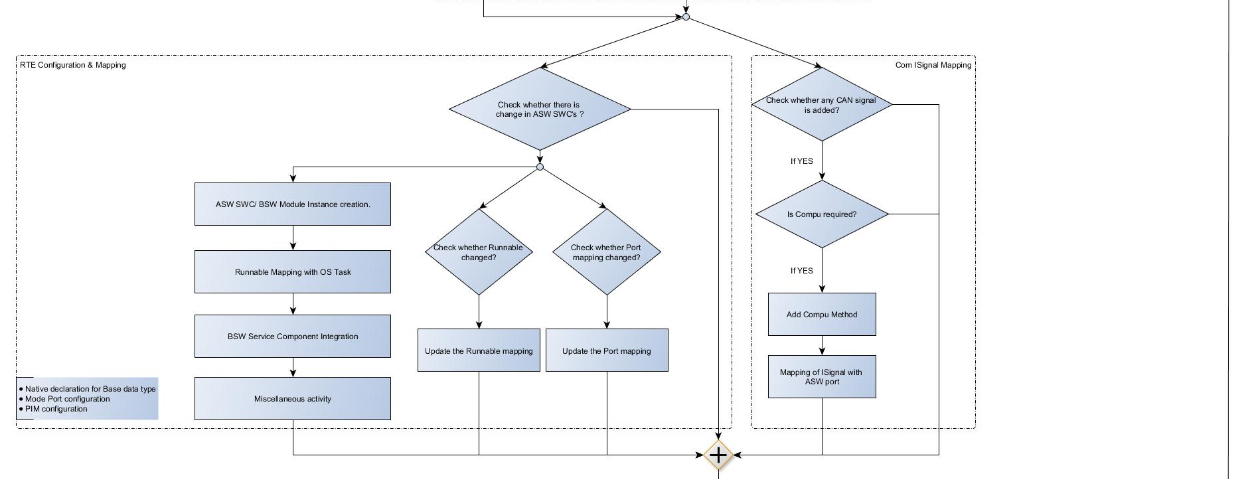 RTE Configuration & Mapping
Com ISignal Mapping
Check whether there is
change in ASW SWC's ?
Check whether any CAN signal
is added?
If YES
ASW SWC/ BSW Module Instance creation.
Is Compu required?
Check whether Runnable
changed?
Check whether Port
mapping changed?
Runnable Mapping with OS Task
If YES
Add Compu Method
BSW Service Component Integration
Update the Runnable mapping
Update the Port mapping
Mapping of ISignal with
ASW port
● Native declaration for Base data type
● Mode Port configuration
● PIM configuration
Miscellaneous activity